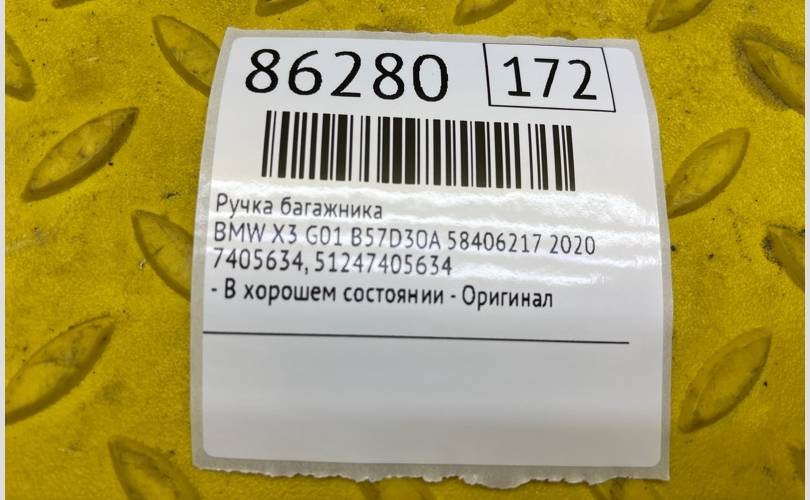 86280 172
Ручка багажника
BMW X3 G01 B57D30A 58406217 2020
7405634, 51247405634
- В хорошем состоянии - Оригинал